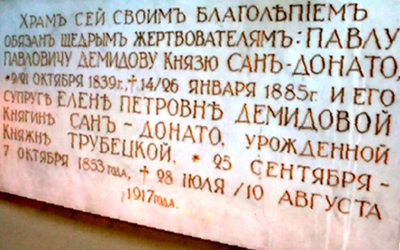 ХРАМЪ СЕЙ СВОИМЪ БЛАГОЛѢПІЕМЪ
ОБЯЗАНЪ ЩЕДРЫМЪ ЖЕРТВОВАТЕЛЯМЪ: ПАВЛУ
ПАВЛОВИЧУ ДЕМИДОВУ КНЯЗЮ САНЪ-ДОНАТО,
*9/21 ОКТЯБРЯ 1839г. †14/26 ЯНВАРЯ 1885г. И ЕГО
СУПРУГѢ ЕЛЕНѢ ПЕТРОВНѢ ДЕМИДОВОЙ
КНЯГИНѢ САНЪ-ДОНАТО, УРОЖДЕННОЙ
КНЯЖНѢ ТРУБЕЦКОЙ, * 25 СЕНТЯБРЯ-
7 ОКТЯБРЯ 1853 года, † 28 ІЮЛЯ/10 АВГУСТА
1917 года.